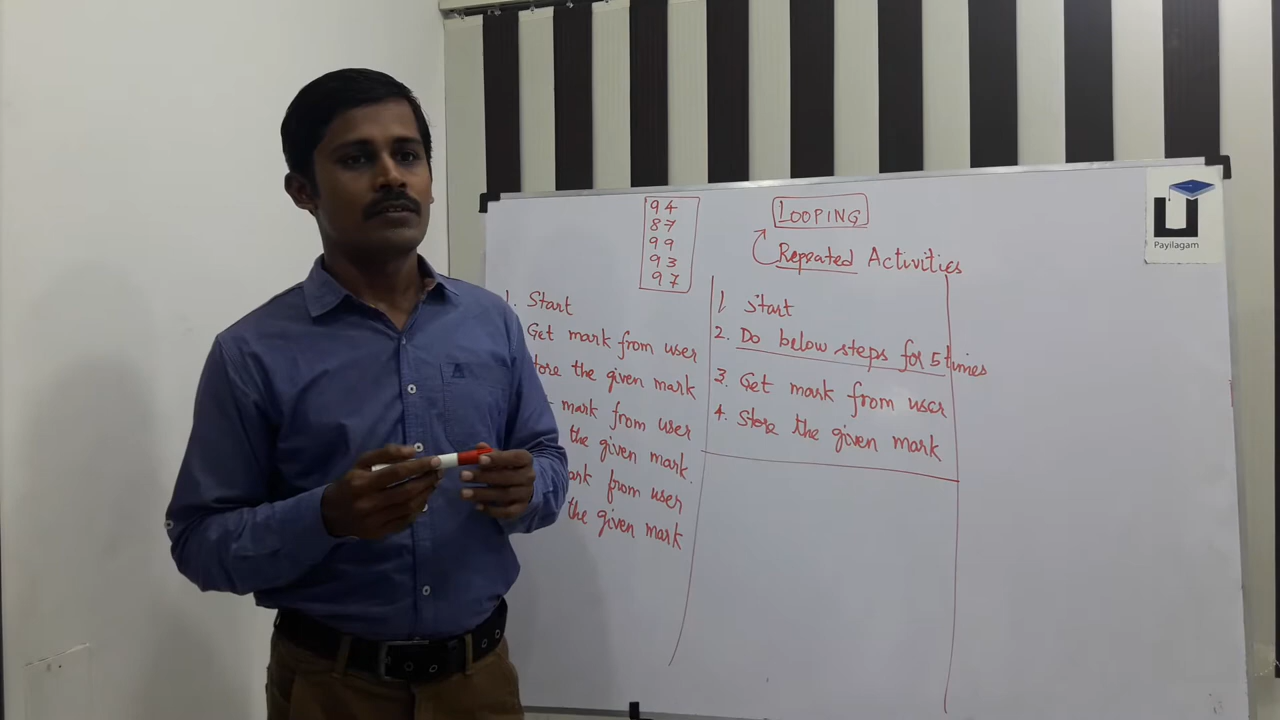 94
87
99
93
97
LOOPING
Repeated Activities
1. Start
Get mark from user
the given mark
mark from user
the given mark.
from user
the given mark
1 Start
2. Do below steps for 5 times
3. Get mark from user
4. Store the given mark
Payilagam